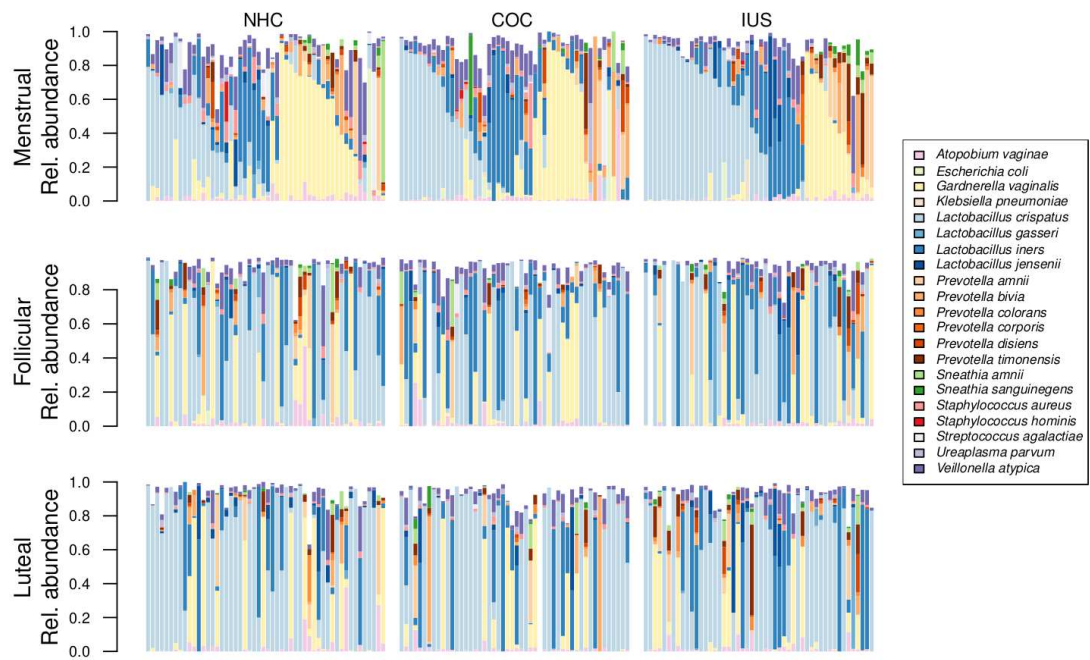 NHC COC IUS
Menstrual
Rel. abundance
1.0
0.8
0.6
0.4
0.2
0.0
Follicular
Rel. abundance
0.8
0.6
0.4
0.2
0.0
Luteal
Rel. abundance
1.0
0.8
0.6
0.4
0.2
0.0
Atopobium vaginae
Escherichia coli
Gardnerella vaginalis
Klebsiella pneumoniae
Lactobacillus crispatus
Lactobacillus gasseri
Lactobacillus iners
Lactobacillus jensenii
Prevotella amnii
Prevotella bivia
Prevotella colorans
Prevotella corporis
Prevotella disiens
Prevotella timonensis
Sneathia amnii
Sneathia sanguinegens
Staphylococcus aureus
Staphylococcus hominis
Streptococcus agalactiae
Ureaplasma parvum
Veillonella atypica